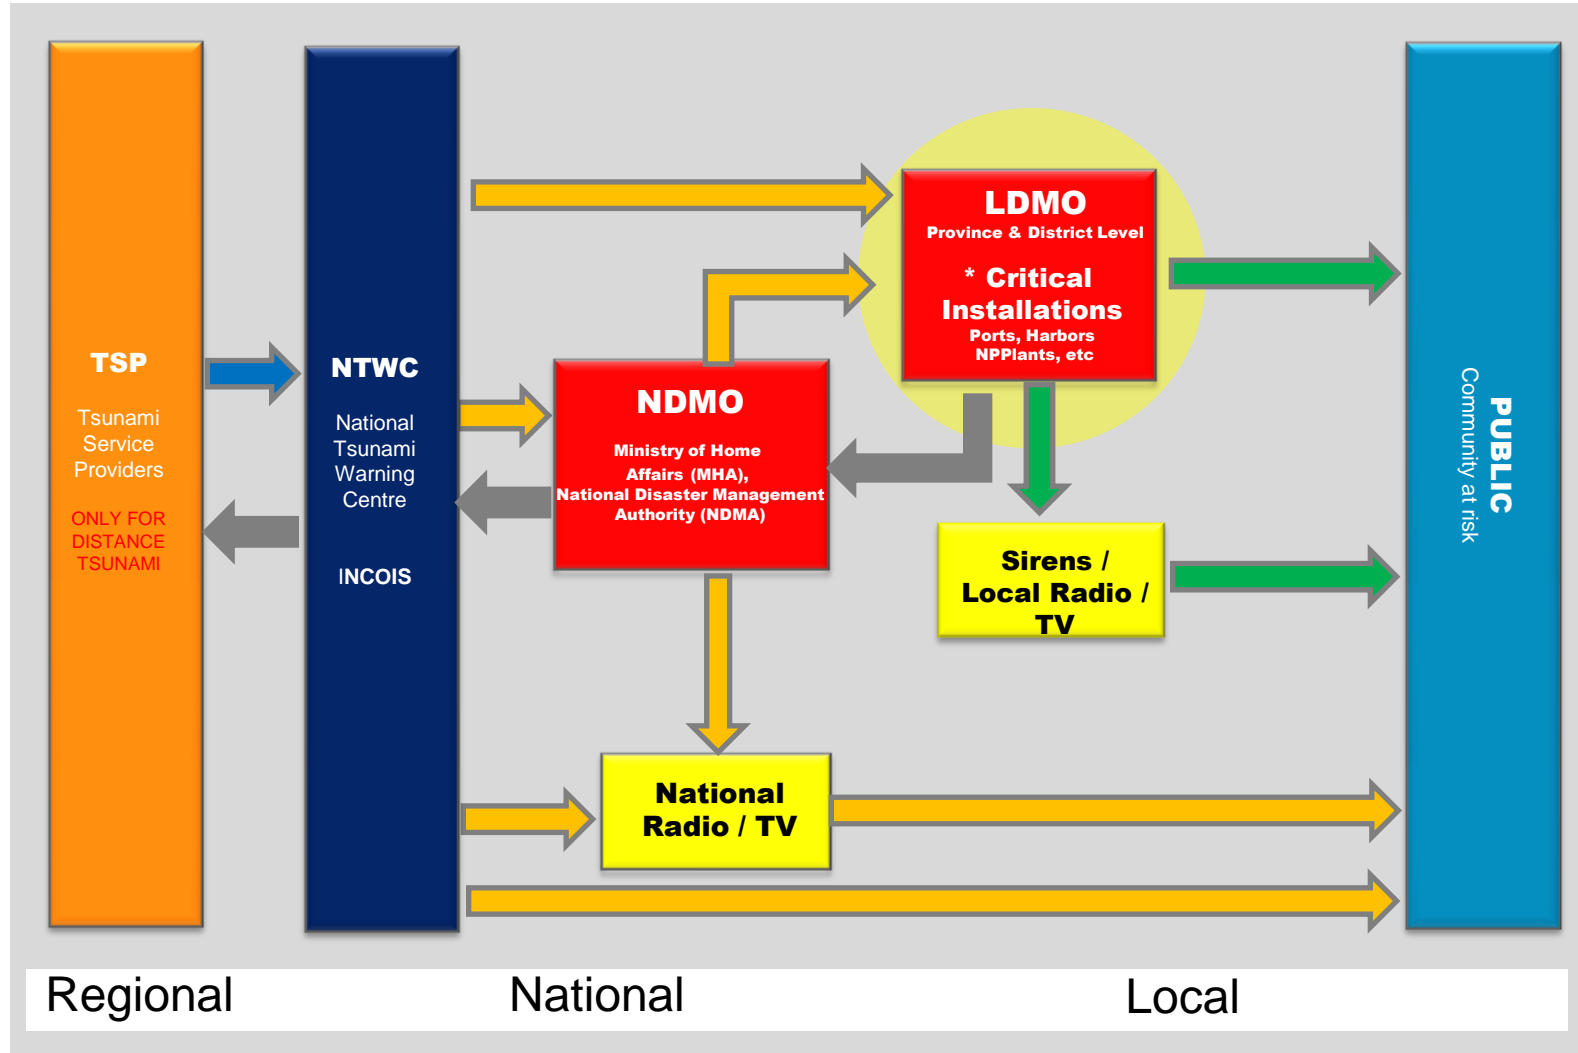 TSP
Tsunami
Service
Providers
ONLY FOR
DISTANCE
TSUNAMI
NTWC
National
Tsunami
Warning
Centre
INCOIS
NDMO
Ministry of Home
Affairs (MHA),
National Disaster Management
Authority (NDMA)
LDMO
Province & District Level
* Critical
Installations
Ports, Harbors
NPPlants, etc
Sirens /
Local Radio /
TV
National
Radio / TV
PUBLIC
Community at risk
Regional
National
Local